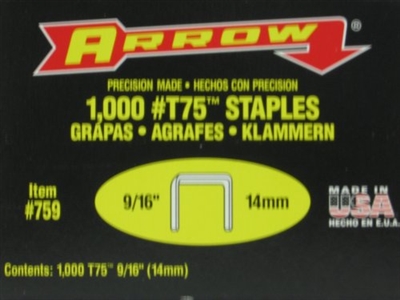 ARROW®
PRECISION MADE • HECHOS CON PRECISION
1,000 #T75™ STAPLES
GRAPAS • AGRAFES • KLAMMERN
Item
#759
9/16" 14mm
MADE IN
USA
HECHO EN E.U.A.
Contents: 1,000 T75™ 9/16" (14mm)